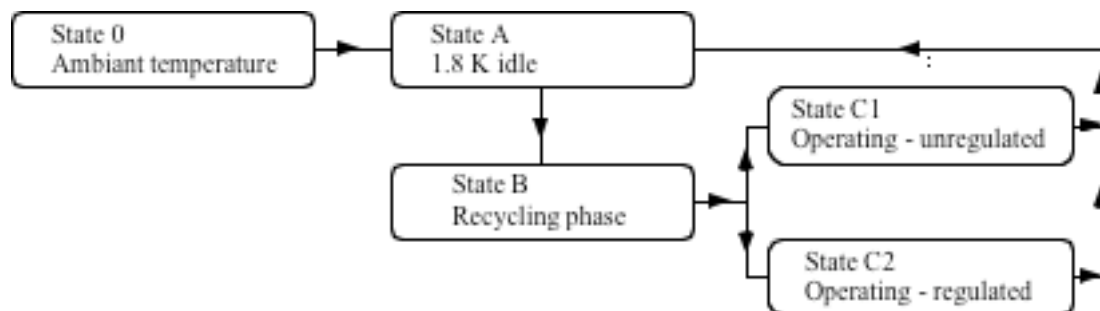 State 0
Ambiant temperature
State A
1.8 K idle
:
State C1
Operating - unregulated
State B
Recycling phase
State C2
Operating - regulated